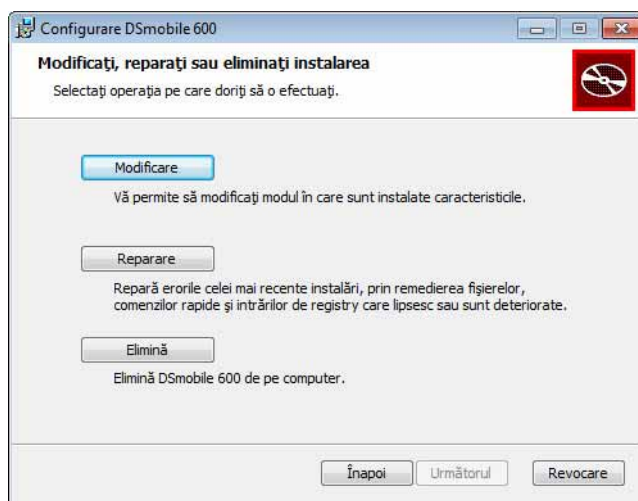 Configurare DSmobile 600
Modificaţi, reparaţi sau eliminaţi instalarea
Selectaţi operaţia pe care doriţi să o efectuaţi.
Modificare
Vă permite să modificaţi modul în care sunt instalate caracteristicile.
Reparare
Repară erorile celei mai recente instalări, prin remedierea fişierelor,
comenzilor rapide şi intrărilor de registry care lipsesc sau sunt deteriorate.
Elimină
Elimină DSmobile 600 de pe computer.
Înapoi Următorul Revocare